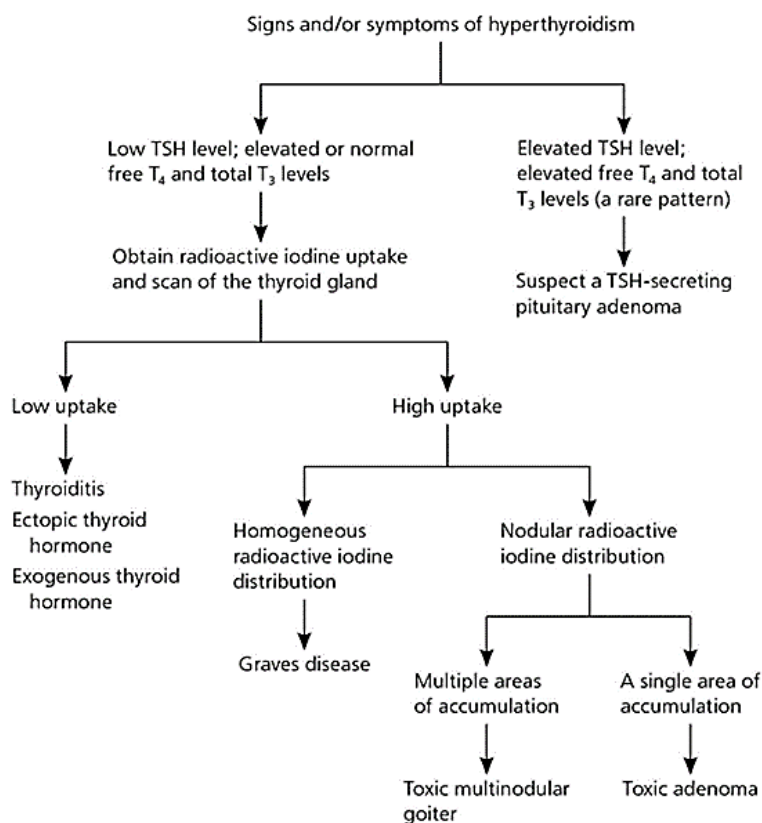 Signs and/or symptoms of hyperthyroidism
Low TSH level; elevated or normal
free T₄ and total T₃ levels
Elevated TSH level;
elevated free T₄ and total
T₃ levels (a rare pattern)
Obtain radioactive iodine uptake
and scan of the thyroid gland
Suspect a TSH-secreting
pituitary adenoma
Low uptake
High uptake
Thyroiditis
Ectopic thyroid
hormone
Exogenous thyroid
hormone
Homogeneous
radioactive iodine
distribution
Nodular radioactive
iodine distribution
Graves disease
Multiple areas
of accumulation
A single area of
accumulation
Toxic multinodular
goiter
Toxic adenoma